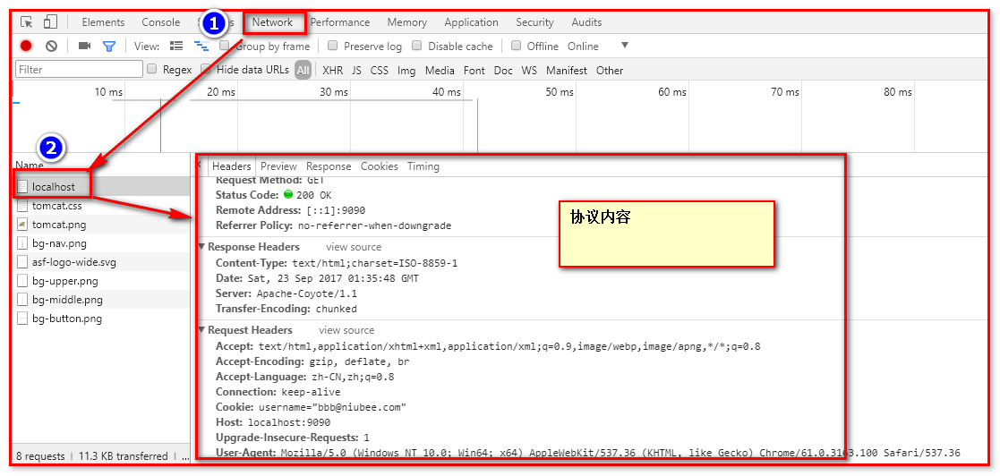 Elements Console Network Performance Memory Application Security Audits
1
View: Group by frame Preserve log Disable cache Offline Online
Filter Regex Hide data URLs All XHR JS CSS Img Media Font Doc WS Manifest Other
10 ms 20 ms 30 ms 40 ms 50 ms 60 ms 70 ms 80 ms
2
Name
localhost
tomcat.css
tomcat.png
bg-nav.png
asf-logo-wide.svg
bg-upper.png
bg-middle.png
bg-button.png
8 requests | 11.3 KB transferred | ...
Headers Preview Response Cookies Timing
Request Method: GET
Status Code: 200 OK
Remote Address: [::1]:9090
Referrer Policy: no-referrer-when-downgrade
协议内容
Response Headers view source
Content-Type: text/html;charset=ISO-8859-1
Date: Sat, 23 Sep 2017 01:35:48 GMT
Server: Apache-Coyote/1.1
Transfer-Encoding: chunked
Request Headers view source
Accept: text/html,application/xhtml+xml,application/xml;q=0.9,image/webp,image/apng,*/*;q=0.8
Accept-Encoding: gzip, deflate, br
Accept-Language: zh-CN,zh;q=0.8
Connection: keep-alive
Cookie: username="bbb@niubee.com"
Host: localhost:9090
Upgrade-Insecure-Requests: 1
User-Agent: Mozilla/5.0 (Windows NT 10.0; Win64; x64) AppleWebKit/537.36 (KHTML, like Gecko) Chrome/61.0.3163.100 Safari/537.36